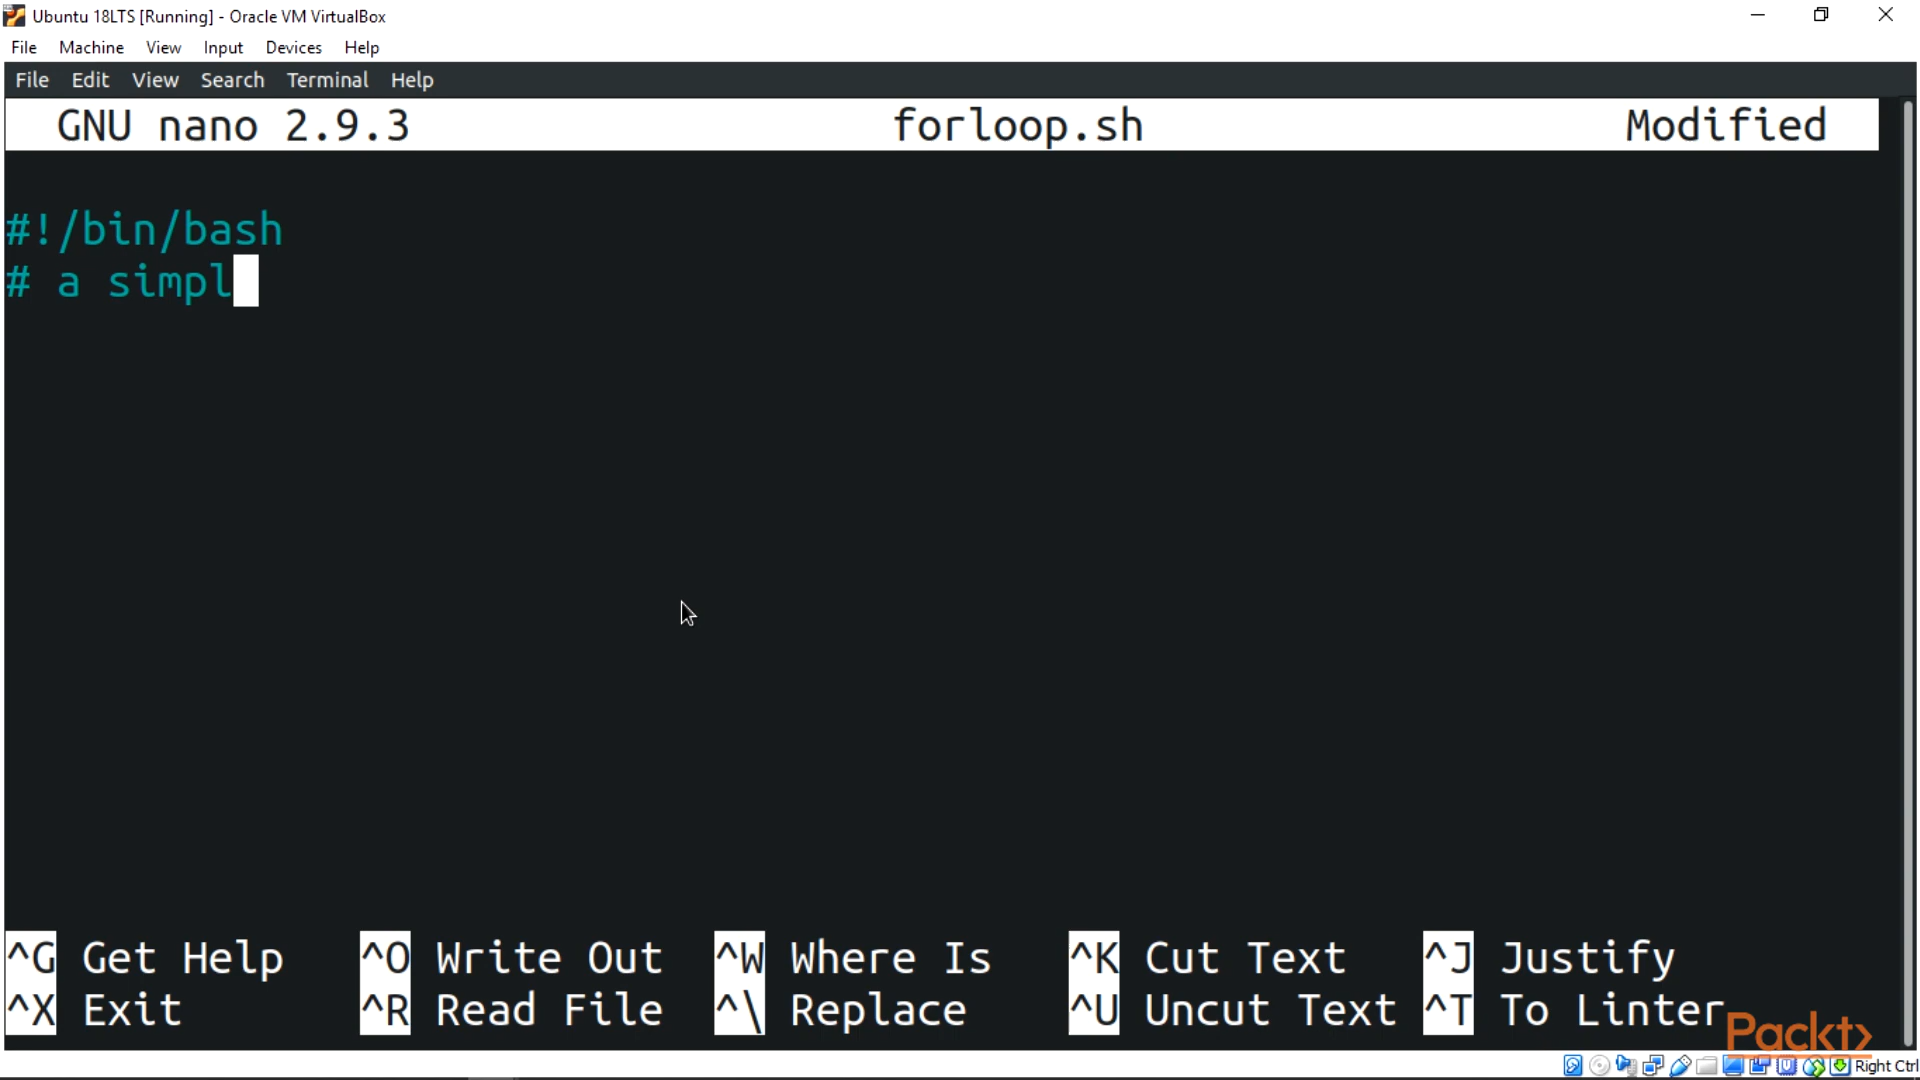 Ubuntu 18LTS [Running] - Oracle VM VirtualBox
File Machine View Input Devices Help
File Edit View Search Terminal Help
GNU nano 2.9.3 forloop.sh Modified
#!/bin/bash
# a simpl
^G Get Help ^O Write Out ^W Where Is ^K Cut Text ^J Justify
^X Exit ^R Read File ^\ Replace ^U Uncut Text ^T To Linter
Packt>
Right Ctrl